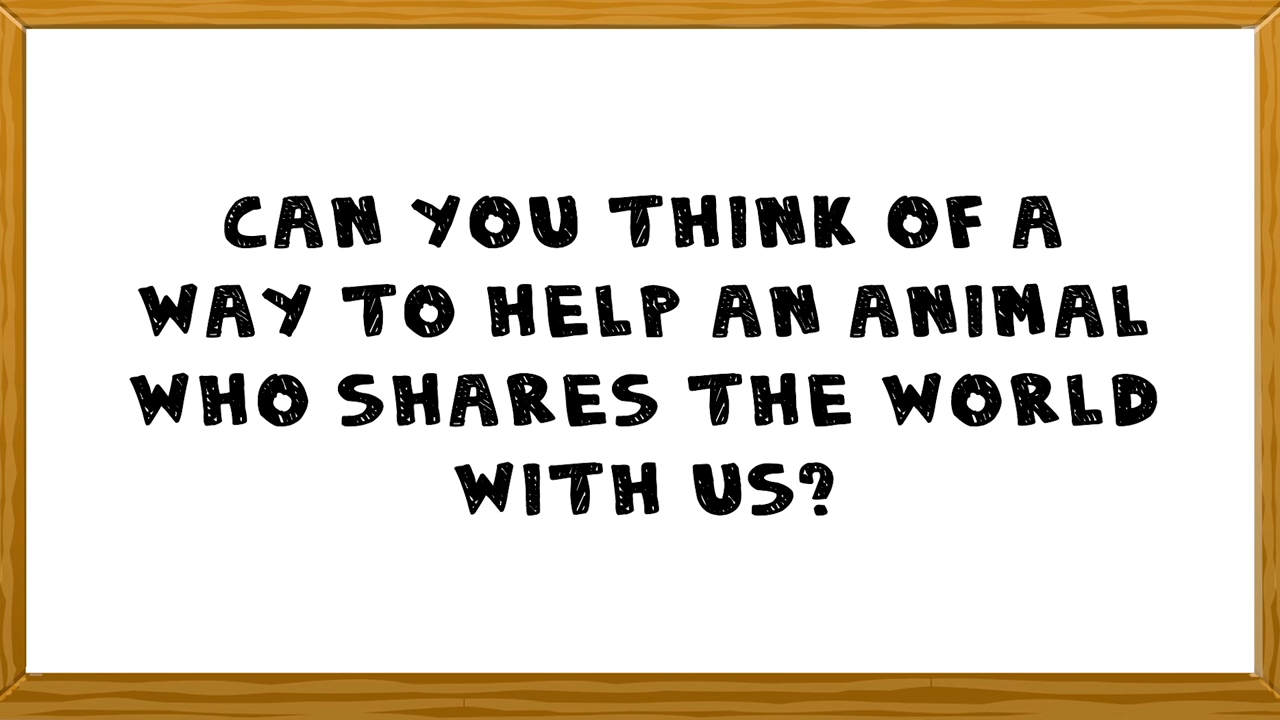 CAN YOU THINK OF A
WAY TO HELP AN ANIMAL
WHO SHARES THE WORLD
WITH US?